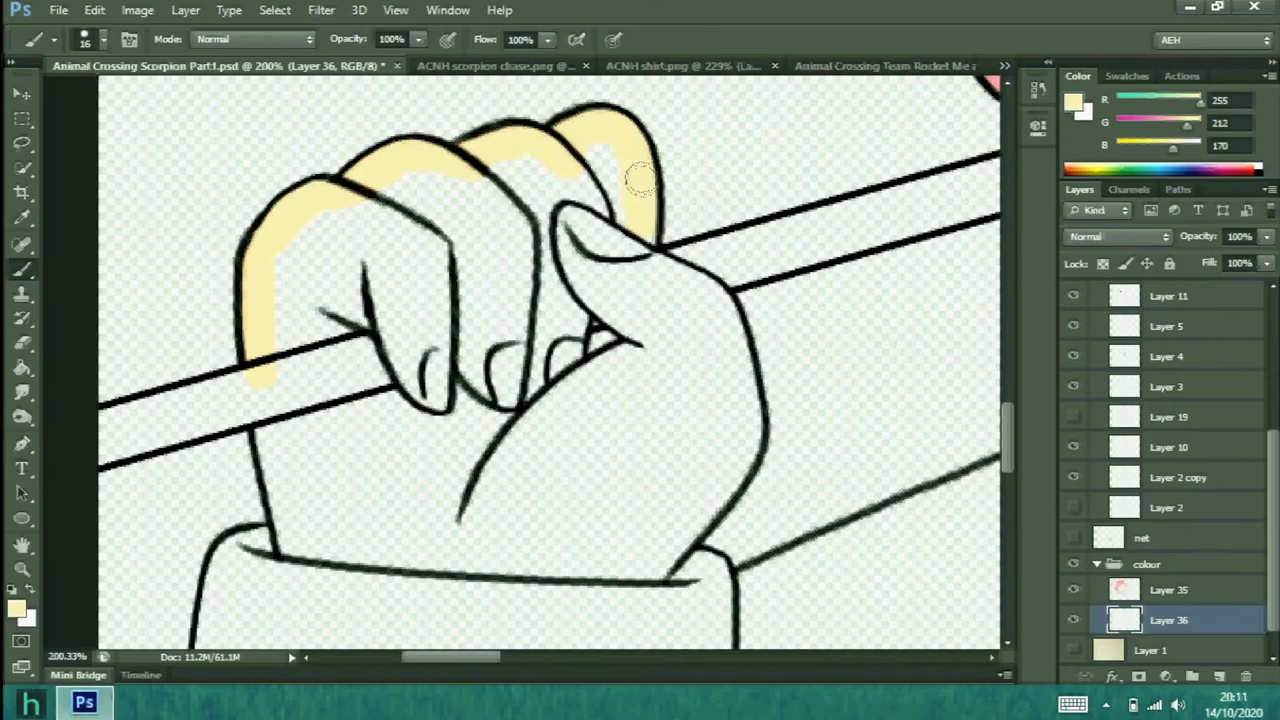 Ps File Edit Image Layer Type Select Filter 3D View Window Help
16 Mode: Normal Opacity: 100% Flow: 100% AEH
Animal Crossing Scorpion Part1.psd @ 200% (Layer 36, RGB/8) * × ACNH scorpion chase.png @... × ACNH shirt.png @ 229% (La... × Animal Crossing Team Rocket Me a
Color Swatches Actions
R 255
G 212
B 170
Layers Channels Paths
Kind
Normal Opacity: 100%
Lock: Fill: 100%
Layer 11
Layer 5
Layer 4
Layer 3
Layer 19
Layer 10
Layer 2 copy
Layer 2
net
colour
Layer 35
Layer 36
Layer 1
200.33% Doc: 11.2M/61.1M
fx
Mini Bridge Timeline
h Ps 20:11
14/10/2020